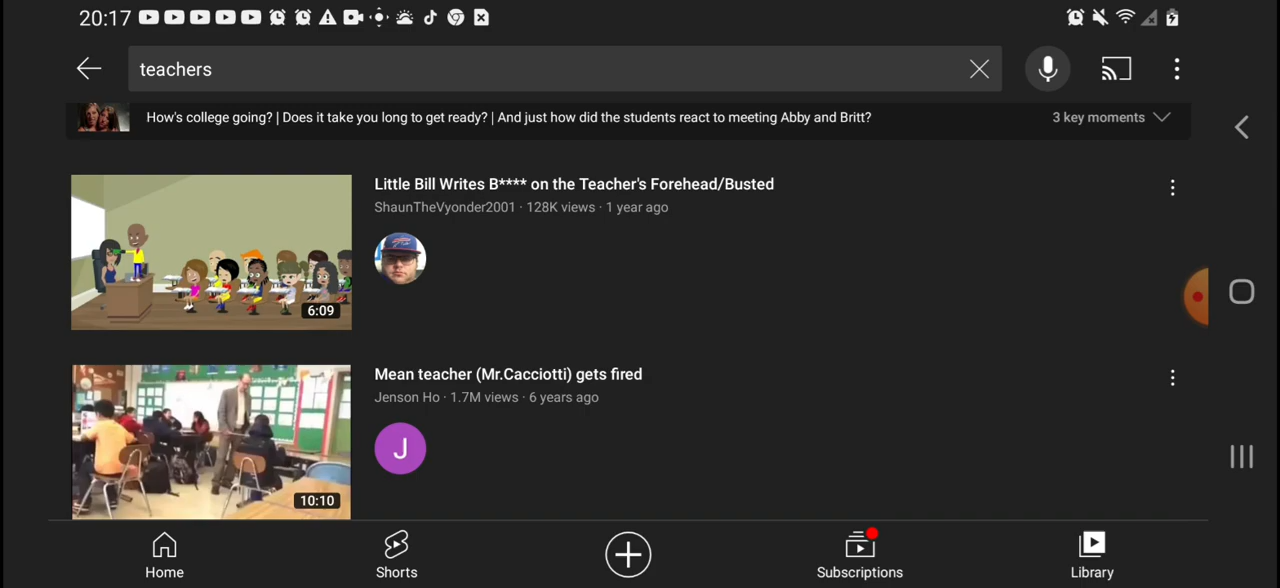 20:17
teachers
How's college going? | Does it take you long to get ready? | And just how did the students react to meeting Abby and Britt?
3 key moments
Little Bill Writes B**** on the Teacher's Forehead/Busted
ShaunTheVyonder2001 · 128K views · 1 year ago
6:09
Mean teacher (Mr.Cacciotti) gets fired
Jenson Ho · 1.7M views · 6 years ago
J
10:10
Home
Shorts
Subscriptions
Library